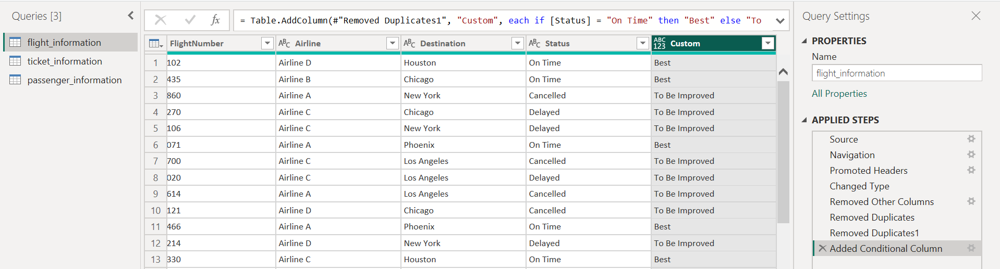 Queries [3]
flight_information
ticket_information
passenger_information
fx
= Table.AddColumn(#"Removed Duplicates1", "Custom", each if [Status] = "On Time" then "Best" else "To
FlightNumber ABC Airline ABC Destination ABC Status ABC 123 Custom
1 102 Airline D Houston On Time Best
2 435 Airline B Chicago On Time Best
3 860 Airline A New York Cancelled To Be Improved
4 270 Airline C Chicago Delayed To Be Improved
5 106 Airline C New York Delayed To Be Improved
6 071 Airline A Phoenix On Time Best
7 700 Airline C Los Angeles Cancelled To Be Improved
8 020 Airline C Los Angeles Delayed To Be Improved
9 614 Airline A Los Angeles Cancelled To Be Improved
10 121 Airline D Chicago Cancelled To Be Improved
11 466 Airline A Phoenix On Time Best
12 214 Airline D New York Delayed To Be Improved
13 330 Airline C Houston On Time Best
Query Settings
PROPERTIES
Name
flight_information
All Properties
APPLIED STEPS
Source
Navigation
Promoted Headers
Changed Type
Removed Other Columns
Removed Duplicates
Removed Duplicates1
Added Conditional Column